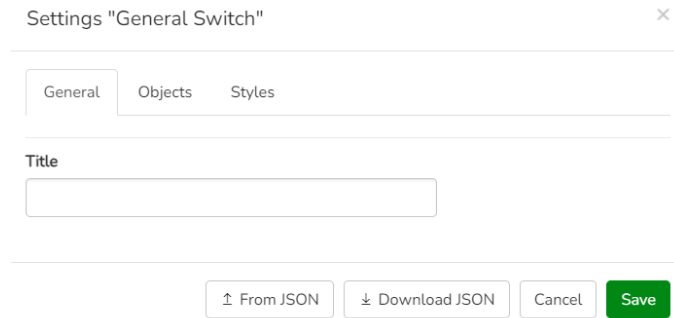 Settings "General Switch"
General Objects Styles
Title
From JSON Download JSON Cancel Save